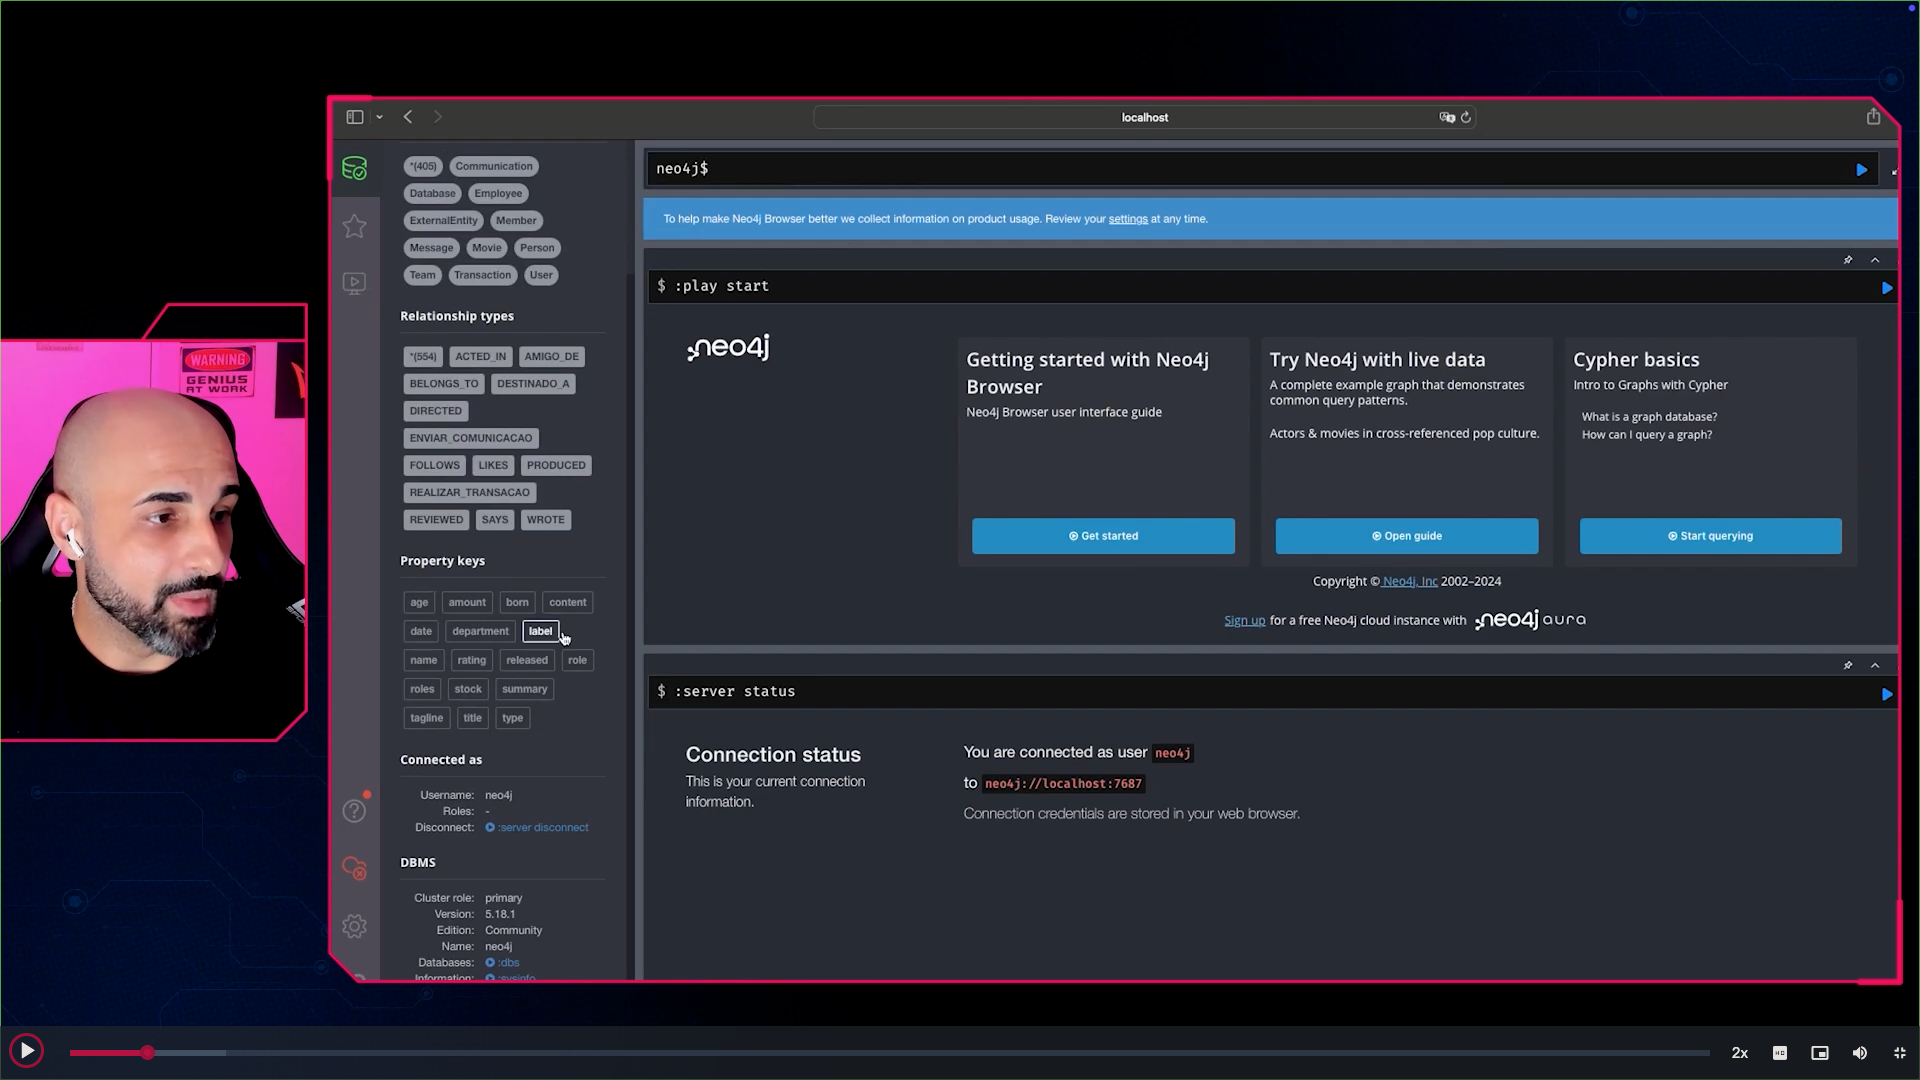 localhost
*(405) Communication
Database Employee
ExternalEntity Member
Message Movie Person
Team Transaction User
Relationship types
*(554) ACTED_IN AMIGO_DE
BELONGS_TO DESTINADO_A
DIRECTED
ENVIAR_COMUNICACAO
FOLLOWS LIKES PRODUCED
REALIZAR_TRANSACAO
REVIEWED SAYS WROTE
Property keys
age amount born content
date department label
name rating released role
roles stock summary
tagline title type
Connected as
Username: neo4j
Roles: -
Disconnect: :server disconnect
DBMS
Cluster role: primary
Version: 5.18.1
Edition: Community
Name: neo4j
Databases: :dbs
Information: :sysinfo
neo4j$
To help make Neo4j Browser better we collect information on product usage. Review your settings at any time.
$ :play start
neo4j
Getting started with Neo4j
Browser
Neo4j Browser user interface guide
Get started
Try Neo4j with live data
A complete example graph that demonstrates
common query patterns.
Actors & movies in cross-referenced pop culture.
Open guide
Cypher basics
Intro to Graphs with Cypher
What is a graph database?
How can I query a graph?
Start querying
Copyright © Neo4j, Inc 2002–2024
Sign up for a free Neo4j cloud instance with neo4j aura
$ :server status
Connection status
This is your current connection
information.
You are connected as user neo4j
to neo4j://localhost:7687
Connection credentials are stored in your web browser.
WARNING
GENIUS
AT WORK
2x
HD